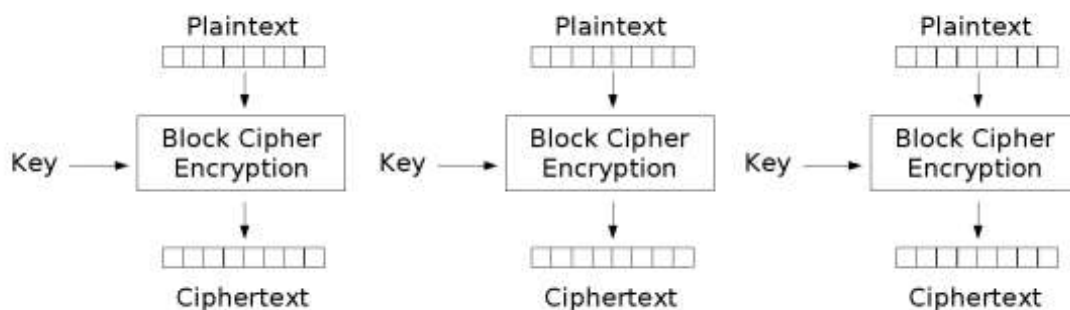 Plaintext Plaintext Plaintext
Key Block Cipher Encryption Key Block Cipher Encryption Key Block Cipher Encryption
Ciphertext Ciphertext Ciphertext